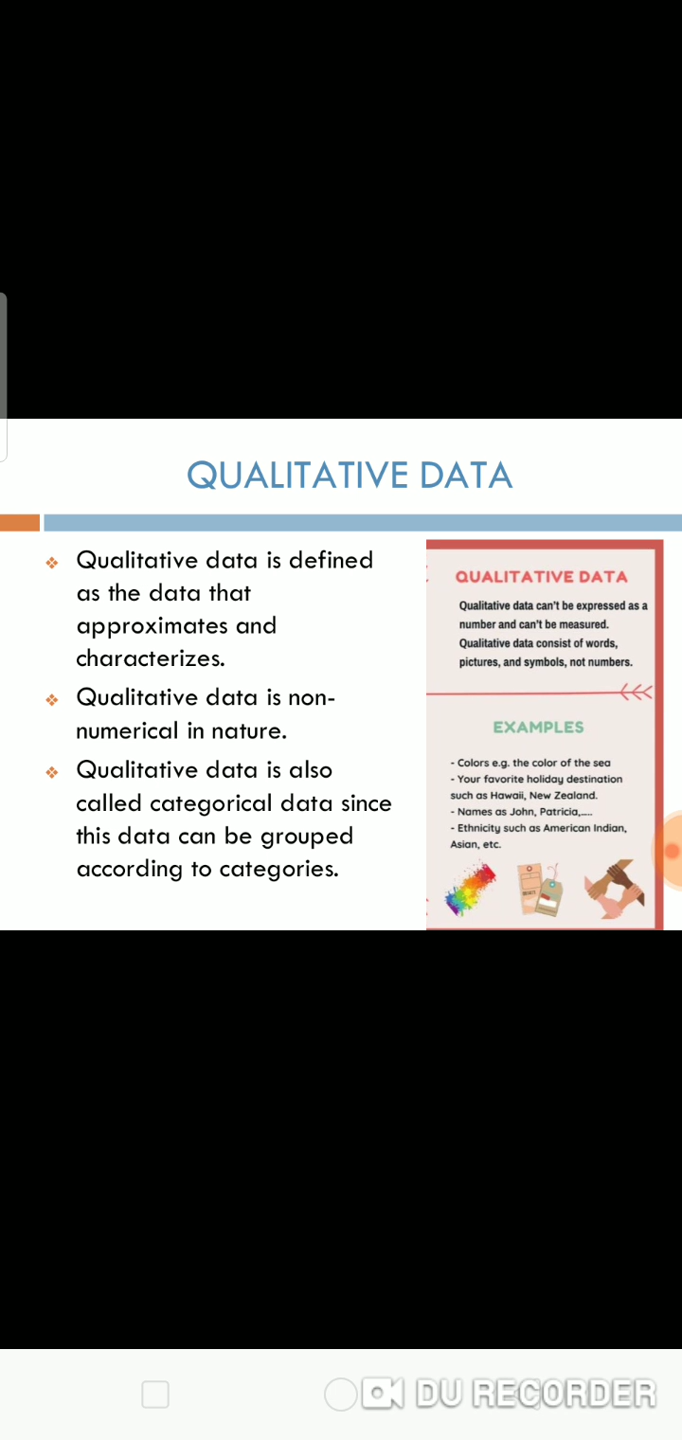 QUALITATIVE DATA
Qualitative data is defined
as the data that
approximates and
characterizes.
Qualitative data is non-
numerical in nature.
Qualitative data is also
called categorical data since
this data can be grouped
according to categories.
QUALITATIVE DATA
Qualitative data can't be expressed as a
number and can't be measured.
Qualitative data consist of words,
pictures, and symbols, not numbers.
EXAMPLES
- Colors e.g. the color of the sea
- Your favorite holiday destination
such as Hawaii, New Zealand.
- Names as John, Patricia,.....
- Ethnicity such as American Indian,
Asian, etc.
DU RECORDER